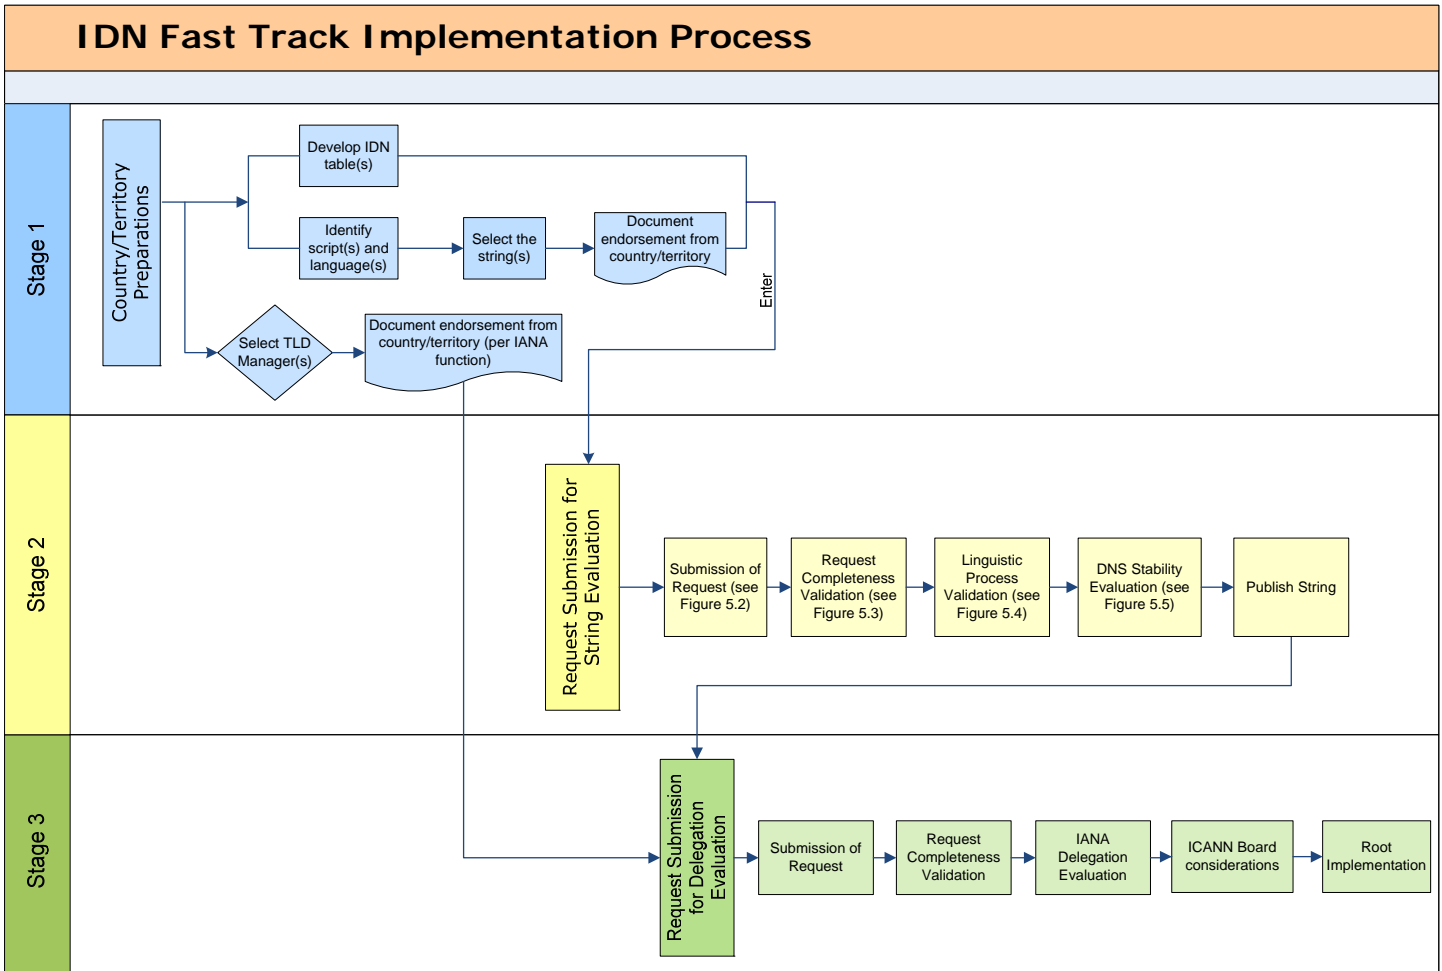 IDN Fast Track Implementation Process
Stage 1
Country/Territory
Preparations
Develop IDN
table(s)
Identify
script(s) and
language(s)
Select the
string(s)
Document
endorsement from
country/territory
Enter
Select TLD
Manager(s)
Document endorsement from
country/territory (per IANA
function)
Stage 2
Request Submission for
String Evaluation
Submission of
Request (see
Figure 5.2)
Request
Completeness
Validation (see
Figure 5.3)
Linguistic
Process
Validation (see
Figure 5.4)
DNS Stability
Evaluation (see
Figure 5.5)
Publish String
Stage 3
Request Submission
for Delegation
Evaluation
Submission of
Request
Request
Completeness
Validation
IANA
Delegation
Evaluation
ICANN Board
considerations
Root
Implementation